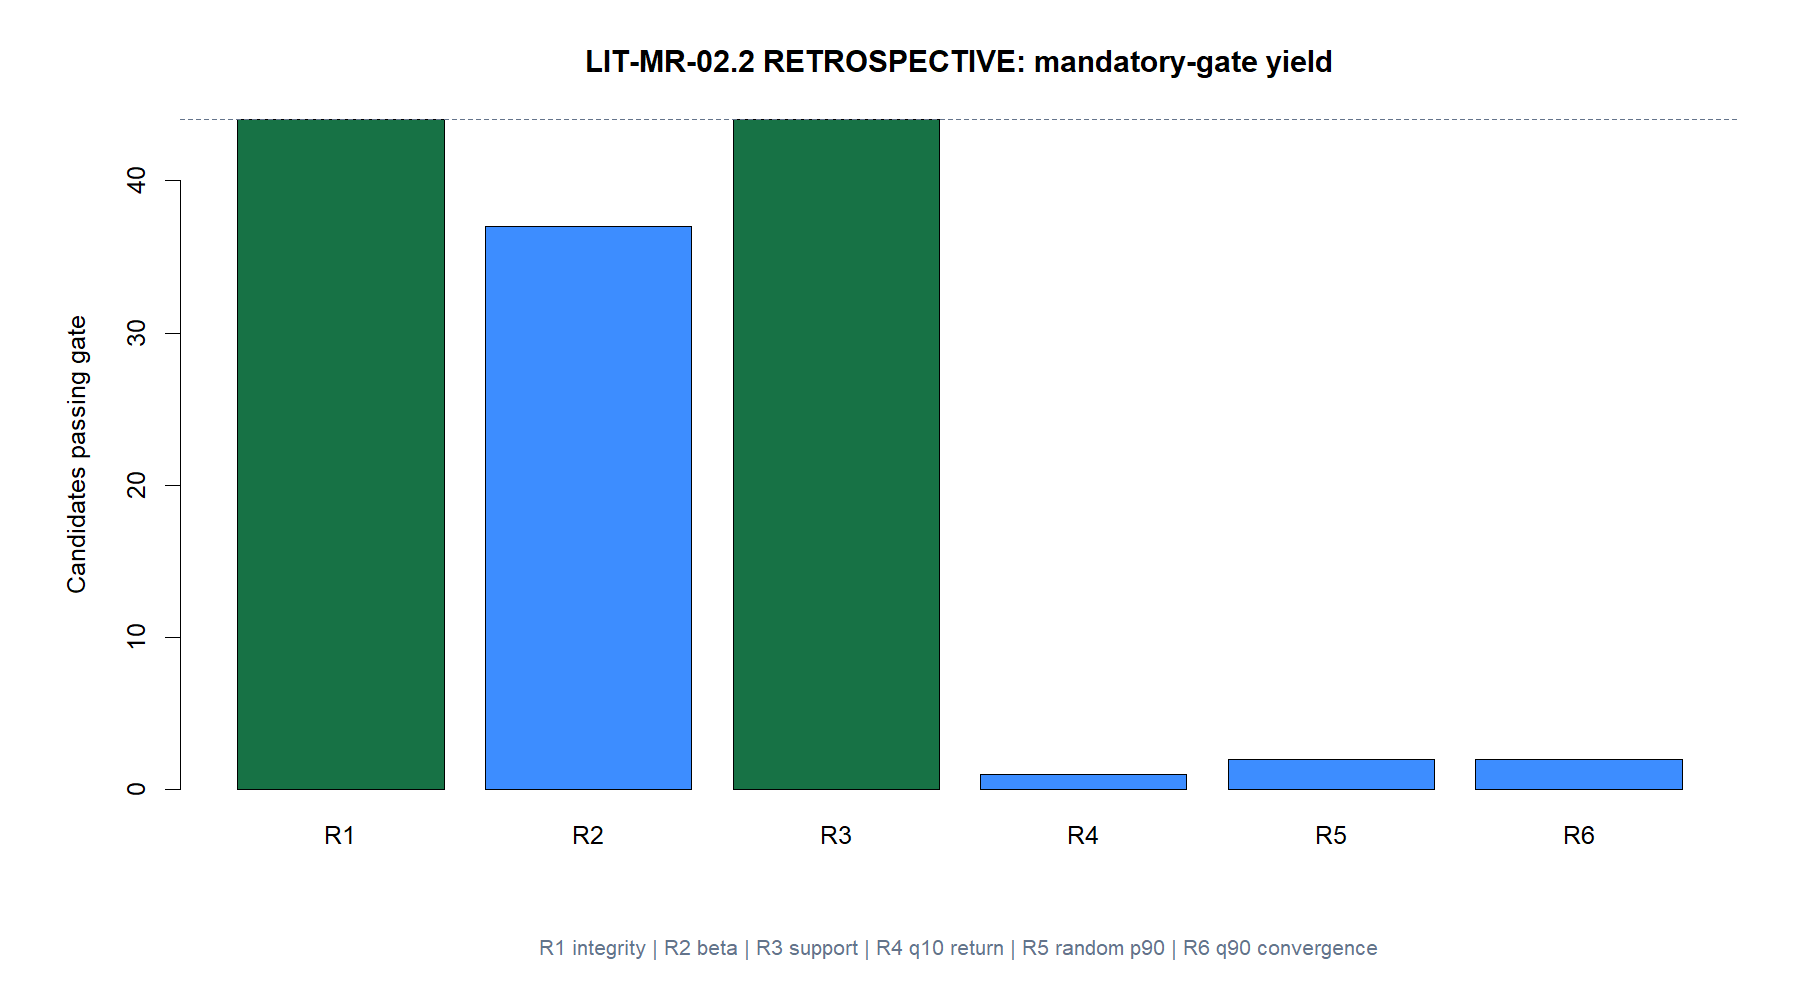 LIT-MR-02.2 RETROSPECTIVE: mandatory-gate yield
Candidates passing gate
40
30
20
10
0
R1 R2 R3 R4 R5 R6
R1 integrity | R2 beta | R3 support | R4 q10 return | R5 random p90 | R6 q90 convergence